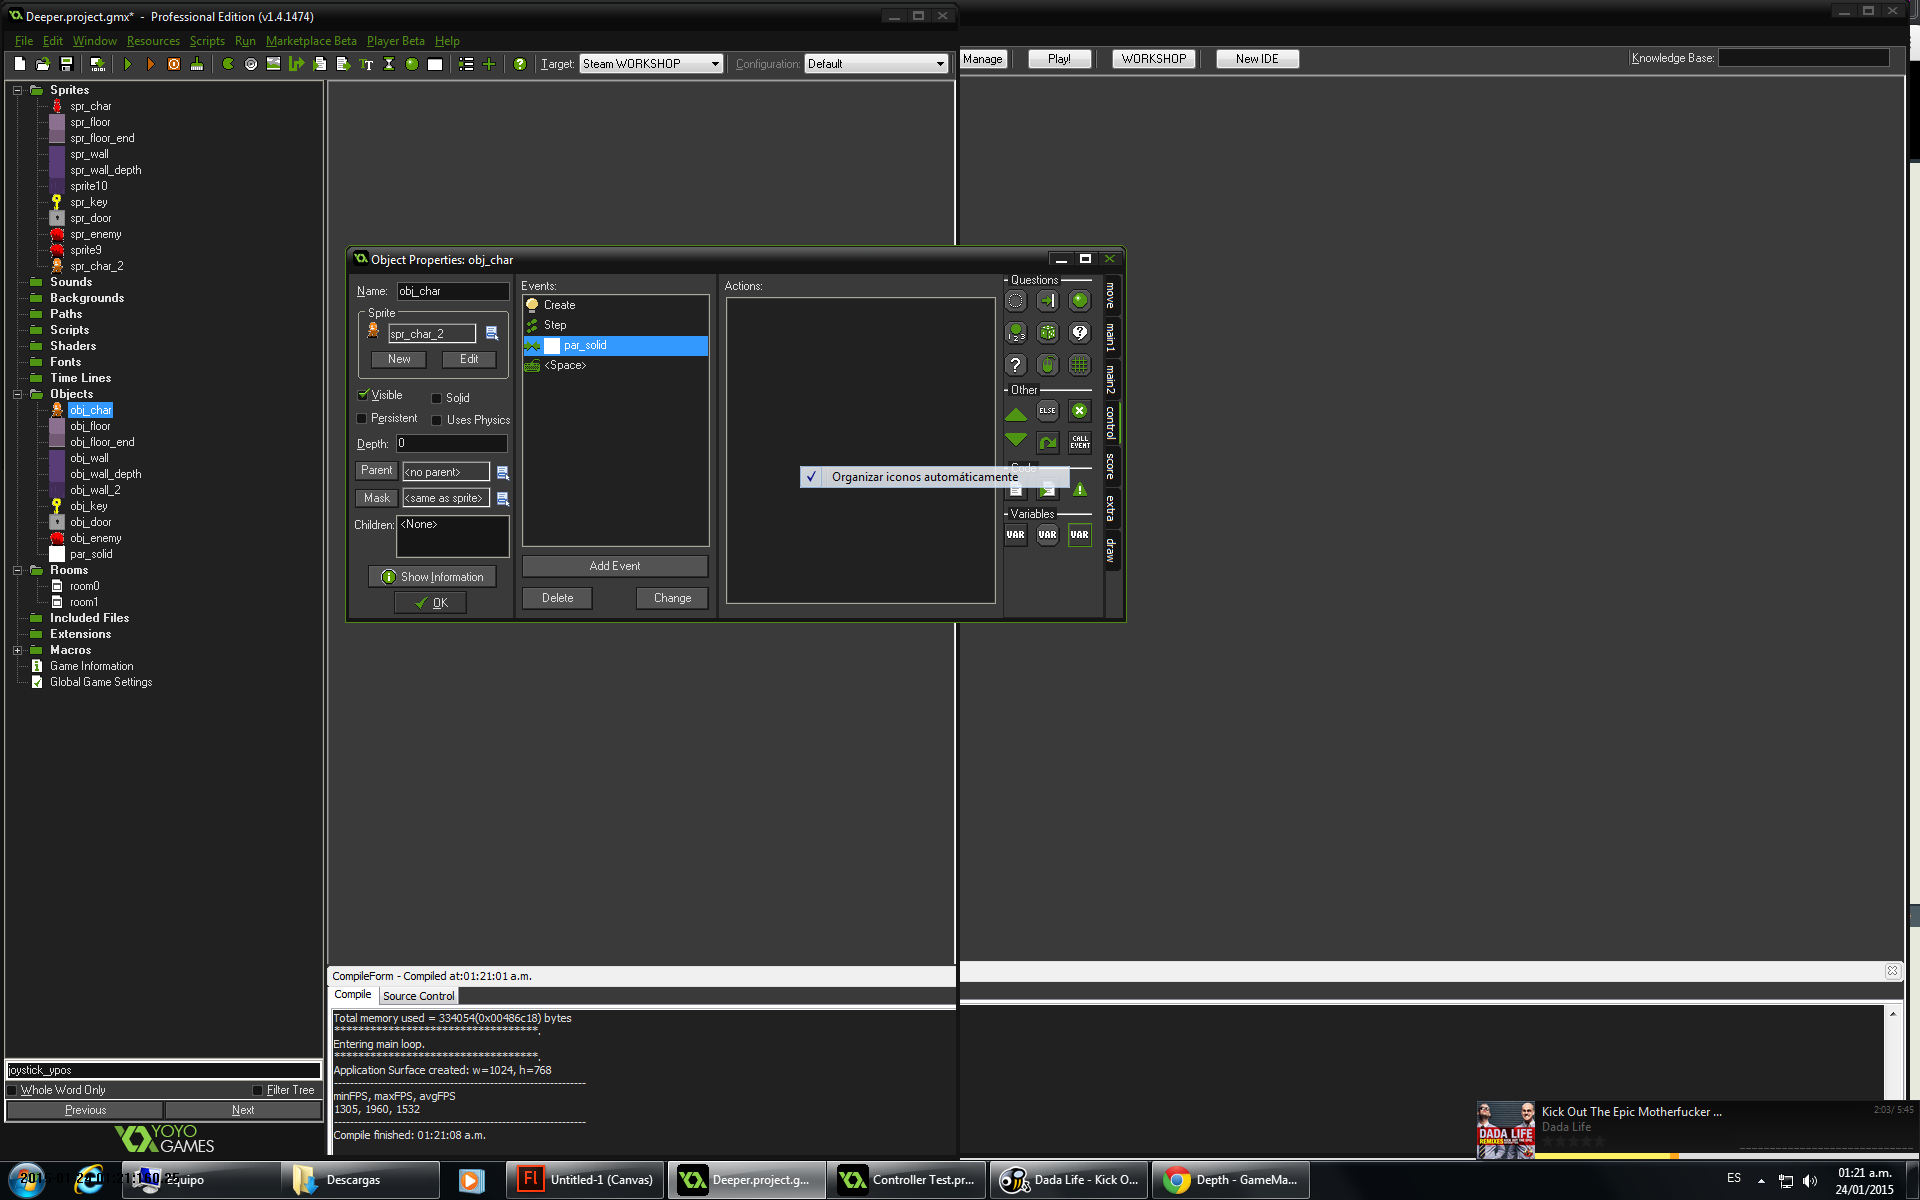 Deeper.project.gmx* - Professional Edition (v1.4.1474)
File Edit Window Resources Scripts Run Marketplace Beta Player Beta Help
Target: Steam WORKSHOP Configuration: Default Manage Play! WORKSHOP New IDE Knowledge Base:
Sprites
spr_char
spr_floor
spr_floor_end
spr_wall
spr_wall_depth
sprite10
spr_key
spr_door
spr_enemy
sprite9
spr_char_2
Sounds
Backgrounds
Paths
Scripts
Shaders
Fonts
Time Lines
Objects
obj_char
obj_floor
obj_floor_end
obj_wall
obj_wall_depth
obj_wall_2
obj_key
obj_door
obj_enemy
par_solid
Rooms
room0
room1
Included Files
Extensions
Macros
Game Information
Global Game Settings
joystick_ypos
Whole Word Only Filter Tree
Previous Next
YOYO
GAMES
Object Properties: obj_char
Name: obj_char
Sprite
spr_char_2
New Edit
Visible Solid
Persistent Uses Physics
Depth: 0
Parent <no parent>
Mask <same as sprite>
Children: <None>
Show Information
OK
Events:
Create
Step
par_solid
<Space>
Add Event
Delete Change
Actions:
Organizar iconos automáticamente
Questions
Other
ELSE
CALL EVENT
Code
Variables
VAR VAR VAR
move
main1
main2
control
score
extra
draw
CompileForm - Compiled at:01:21:01 a.m.
Compile Source Control
Total memory used = 334054(0x00486c18) bytes
**********************************.
Entering main loop.
**********************************.
Application Surface created: w=1024, h=768
---------------------------------------------------------------
minFPS, maxFPS, avgFPS
1305, 1960, 1532
---------------------------------------------------------------
Compile finished: 01:21:08 a.m.
Kick Out The Epic Motherfucker ... 2:03/ 5:45
Dada Life
DADA LIFE
Equipo
Descargas
Untitled-1 (Canvas)
Deeper.project.g...
Controller Test.pr...
Dada Life - Kick O...
Depth - GameMa...
ES
01:21 a.m.
24/01/2015